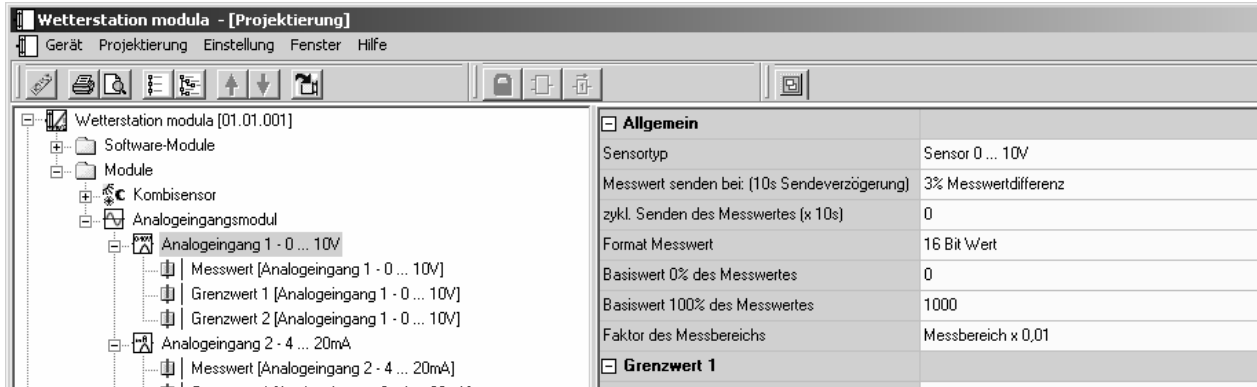 Wetterstation modula - [Projektierung]
Gerät Projektierung Einstellung Fenster Hilfe
Wetterstation modula [01.01.001]
Software-Module
Module
Kombisensor
Analogeingangsmodul
Analogeingang 1 - 0 ... 10V
Messwert [Analogeingang 1 - 0 ... 10V]
Grenzwert 1 [Analogeingang 1 - 0 ... 10V]
Grenzwert 2 [Analogeingang 1 - 0 ... 10V]
Analogeingang 2 - 4 ... 20mA
Messwert [Analogeingang 2 - 4 ... 20mA]
Allgemein
Sensortyp Sensor 0 ... 10V
Messwert senden bei: (10s Sendeverzögerung) 3% Messwertdifferenz
zykl. Senden des Messwertes (x 10s) 0
Format Messwert 16 Bit Wert
Basiswert 0% des Messwertes 0
Basiswert 100% des Messwertes 1000
Faktor des Messbereichs Messbereich x 0,01
Grenzwert 1